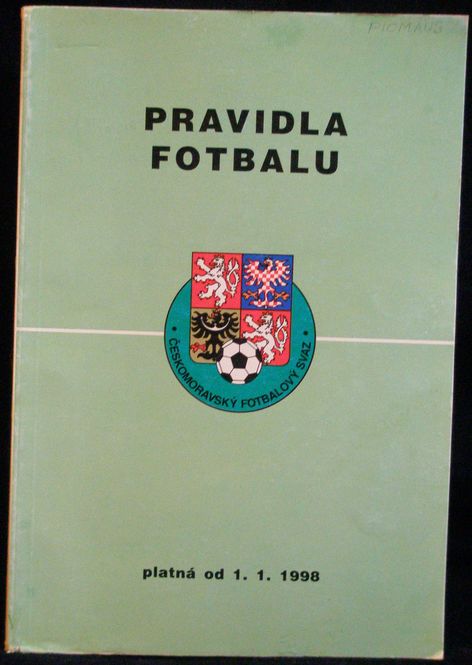 PRAVIDLA
FOTBALU
• ČESKOMORAVSKÝ FOTBALOVÝ SVAZ •
platná od 1. 1. 1998